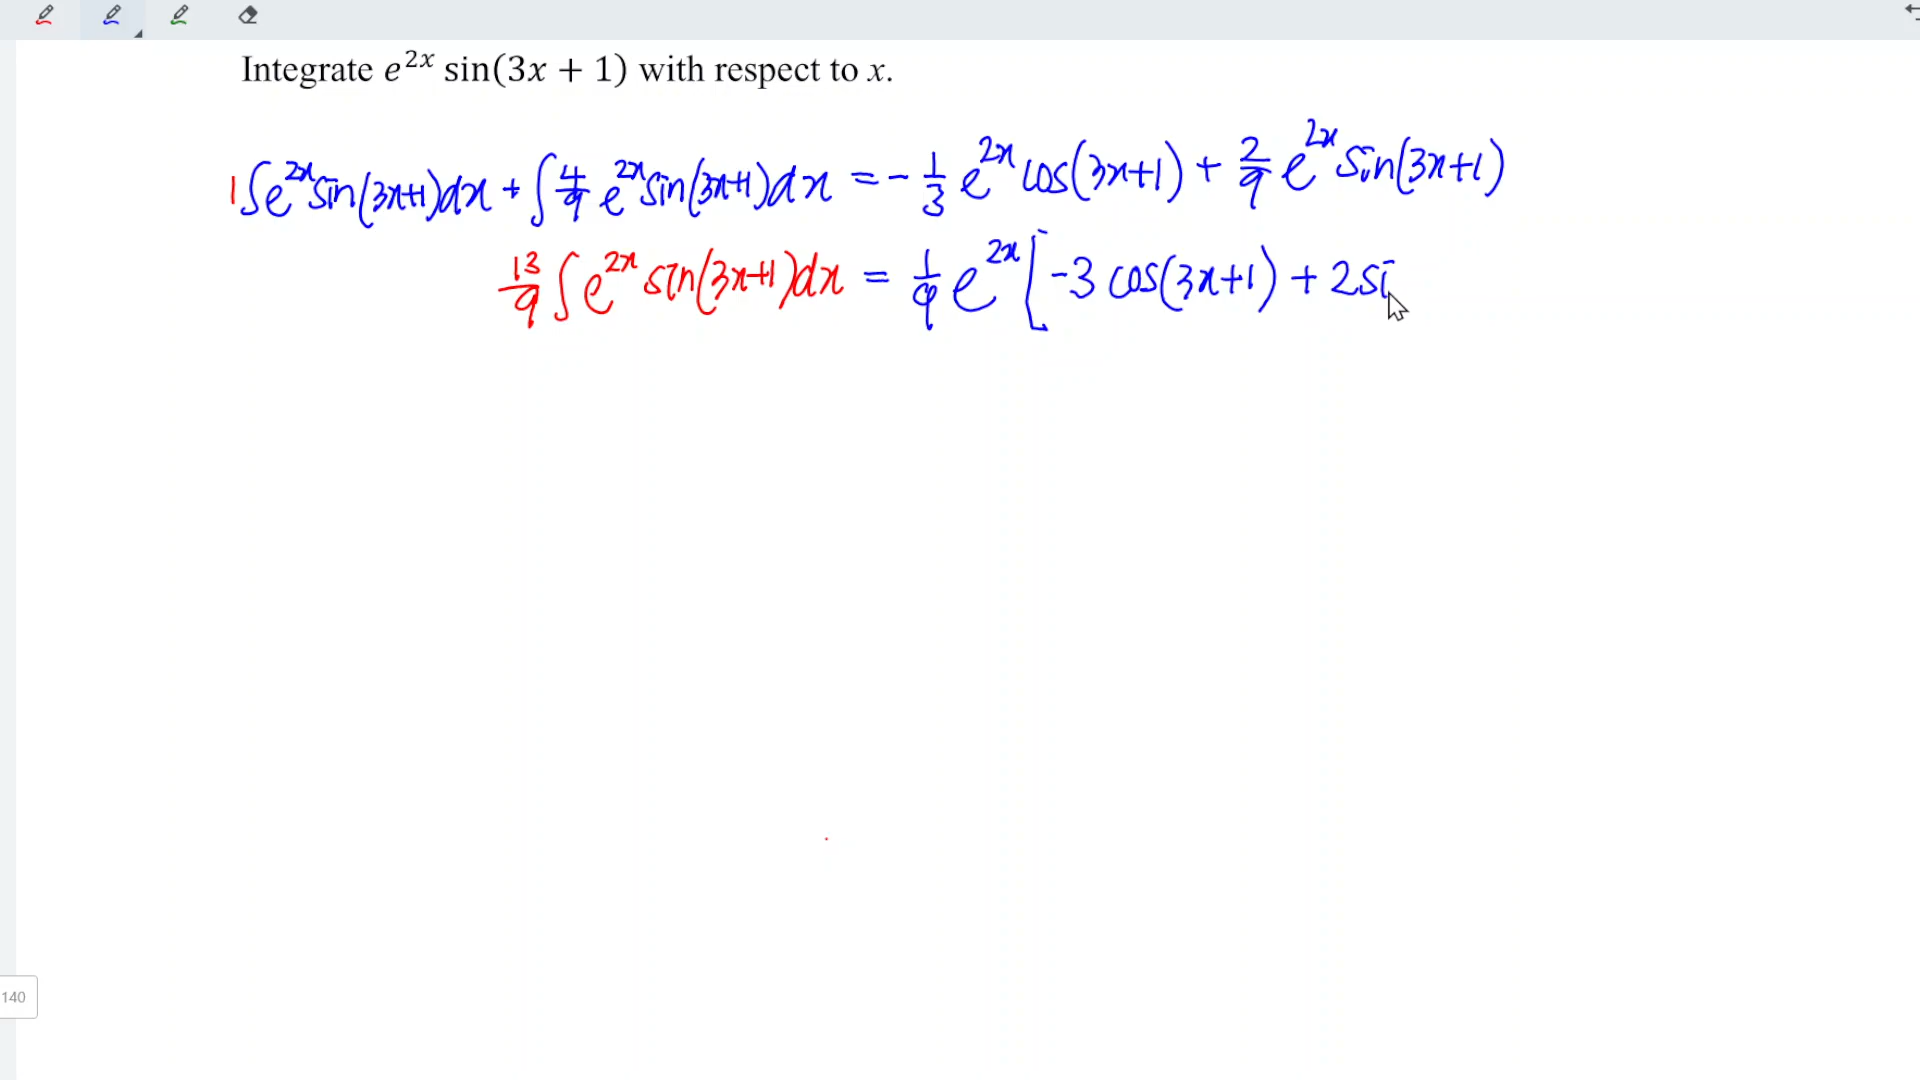 Integrate e^{2x} sin(3x + 1) with respect to x.
1∫e^{2x}sin(3x+1)dx + ∫4/9 e^{2x}sin(3x+1)dx = -1/3 e^{2x}cos(3x+1) + 2/9 e^{2x}sin(3x+1)
13/9 ∫e^{2x}sin(3x+1)dx = 1/9 e^{2x}[-3 cos(3x+1) + 2si
140